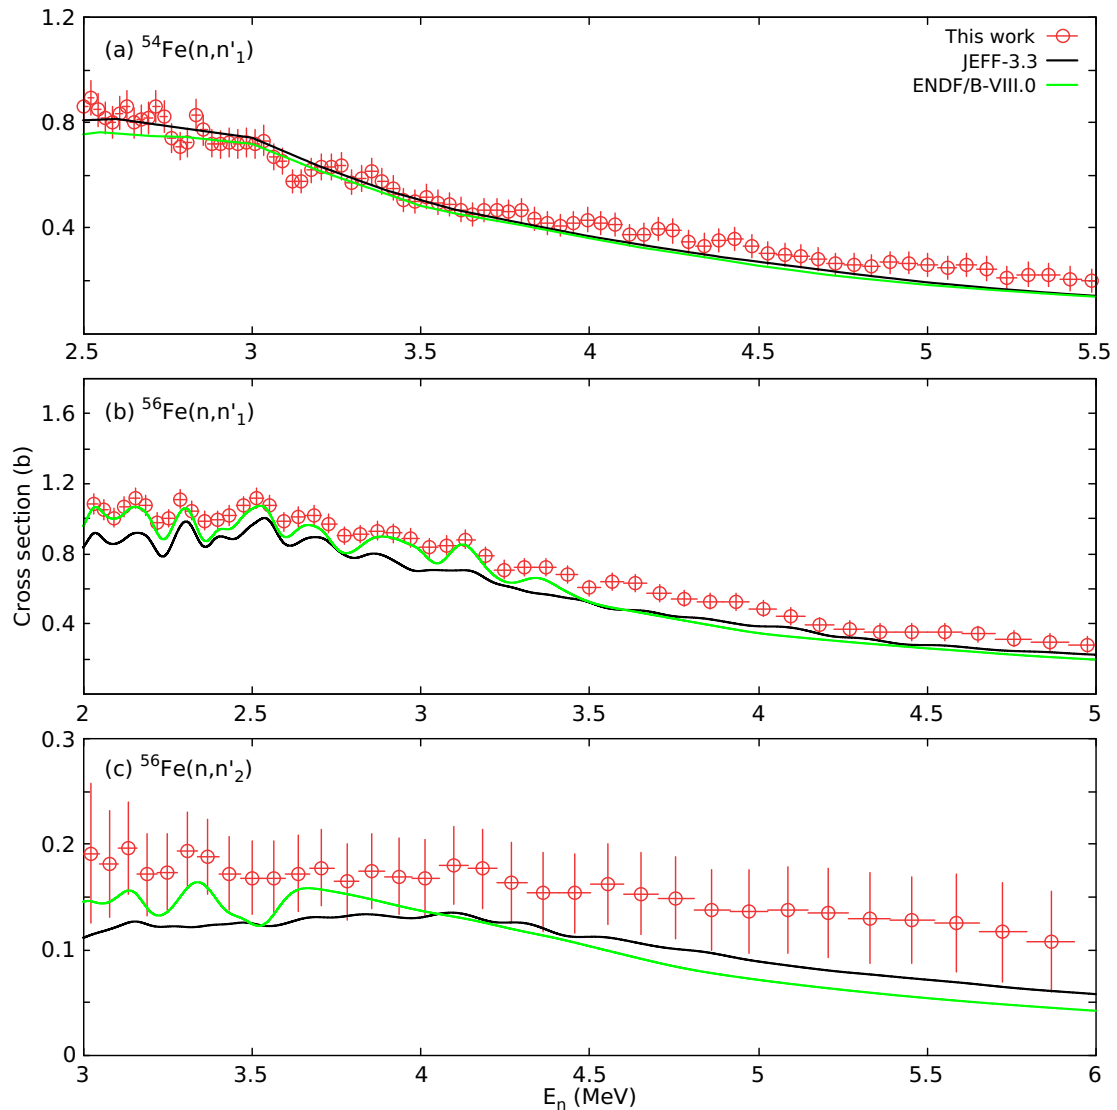 1.2
0.8
0.4
(a) ⁵⁴Fe(n,n'₁)
This work
JEFF-3.3
ENDF/B-VIII.0
2.5 3 3.5 4 4.5 5 5.5
1.6
1.2
0.8
0.4
(b) ⁵⁶Fe(n,n'₁)
Cross section (b)
2 2.5 3 3.5 4 4.5 5
0.3
0.2
0.1
0
(c) ⁵⁶Fe(n,n'₂)
3 3.5 4 4.5 5 5.5 6
Eₙ (MeV)